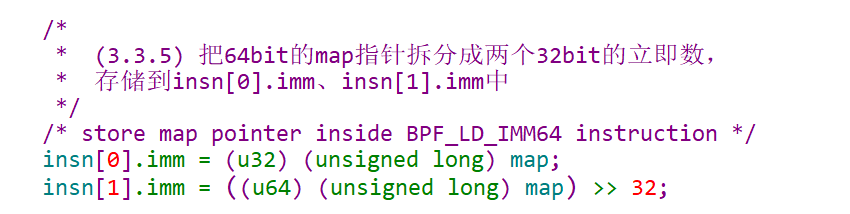 /*
* (3.3.5) 把64bit的map指针拆分成两个32bit的立即数，
* 存储到insn[0].imm、insn[1].imm中
*/
/* store map pointer inside BPF_LD_IMM64 instruction */
insn[0].imm = (u32) (unsigned long) map;
insn[1].imm = ((u64) (unsigned long) map) >> 32;